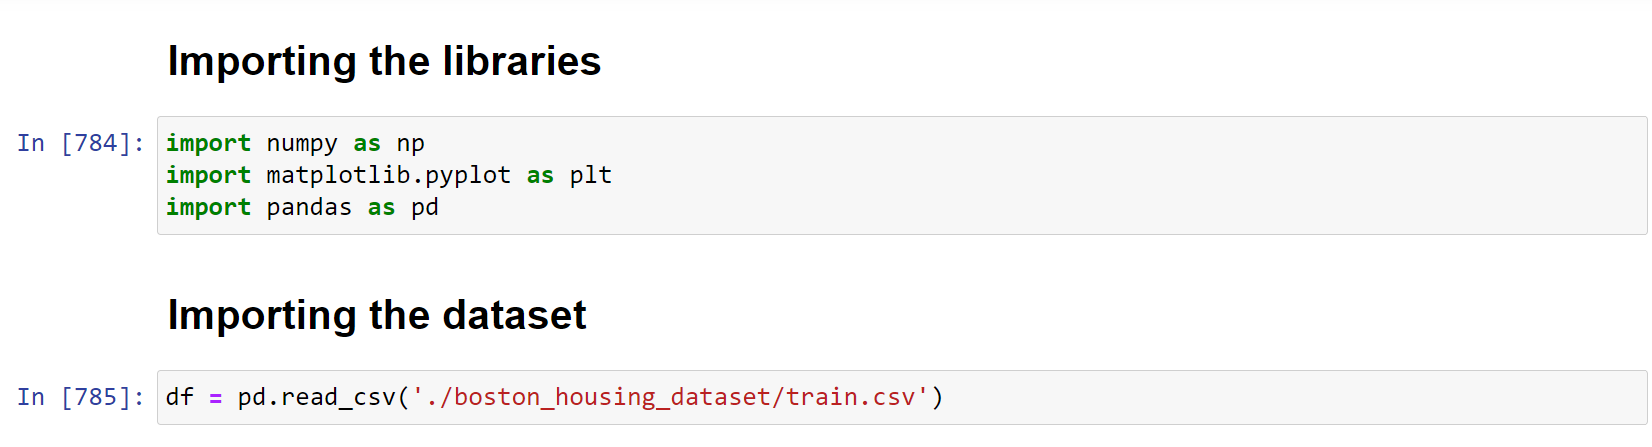 Importing the libraries
In [784]: import numpy as np
import matplotlib.pyplot as plt
import pandas as pd
Importing the dataset
In [785]: df = pd.read_csv('./boston_housing_dataset/train.csv')